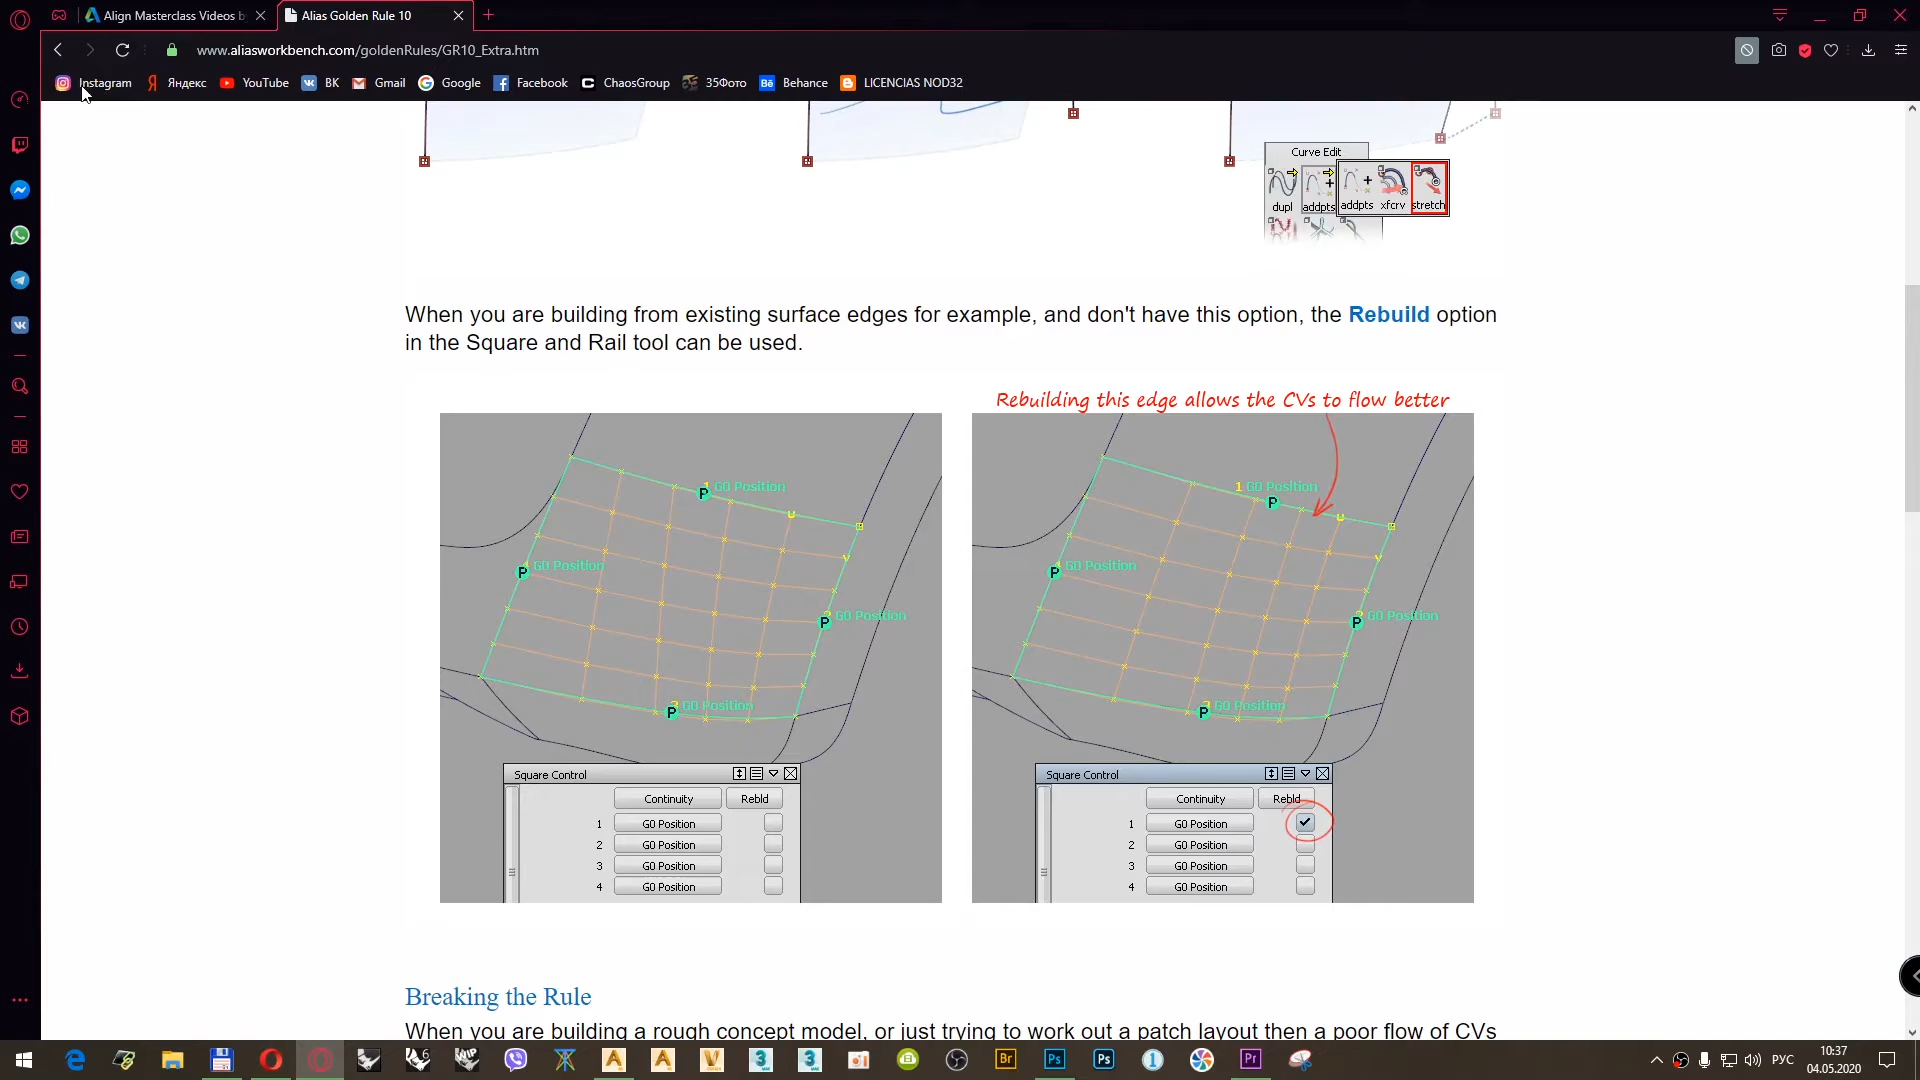 Align Masterclass Videos b
Alias Golden Rule 10
www.aliasworkbench.com/goldenRules/GR10_Extra.htm
Instagram
Яндекс
YouTube
ВК
Gmail
Google
Facebook
ChaosGroup
35Фото
Behance
LICENCIAS NOD32
Curve Edit
dupl
addpts
addpts
xfcrv
stretch
When you are building from existing surface edges for example, and don't have this option, the Rebuild option
in the Square and Rail tool can be used.
Rebuilding this edge allows the CVs to flow better
1 G0 Position
P
U
V
P G0 Position
P G0 Position
P G0 Position
1 G0 Position
P
U
V
P G0 Position
P G0 Position
P G0 Position
Square Control
Continuity Rebld
1 G0 Position
2 G0 Position
3 G0 Position
4 G0 Position
Square Control
Continuity Rebld
1 G0 Position
2 G0 Position
3 G0 Position
4 G0 Position
Breaking the Rule
When you are building a rough concept model, or just trying to work out a patch layout then a poor flow of CVs
РУС
10:37
04.05.2020